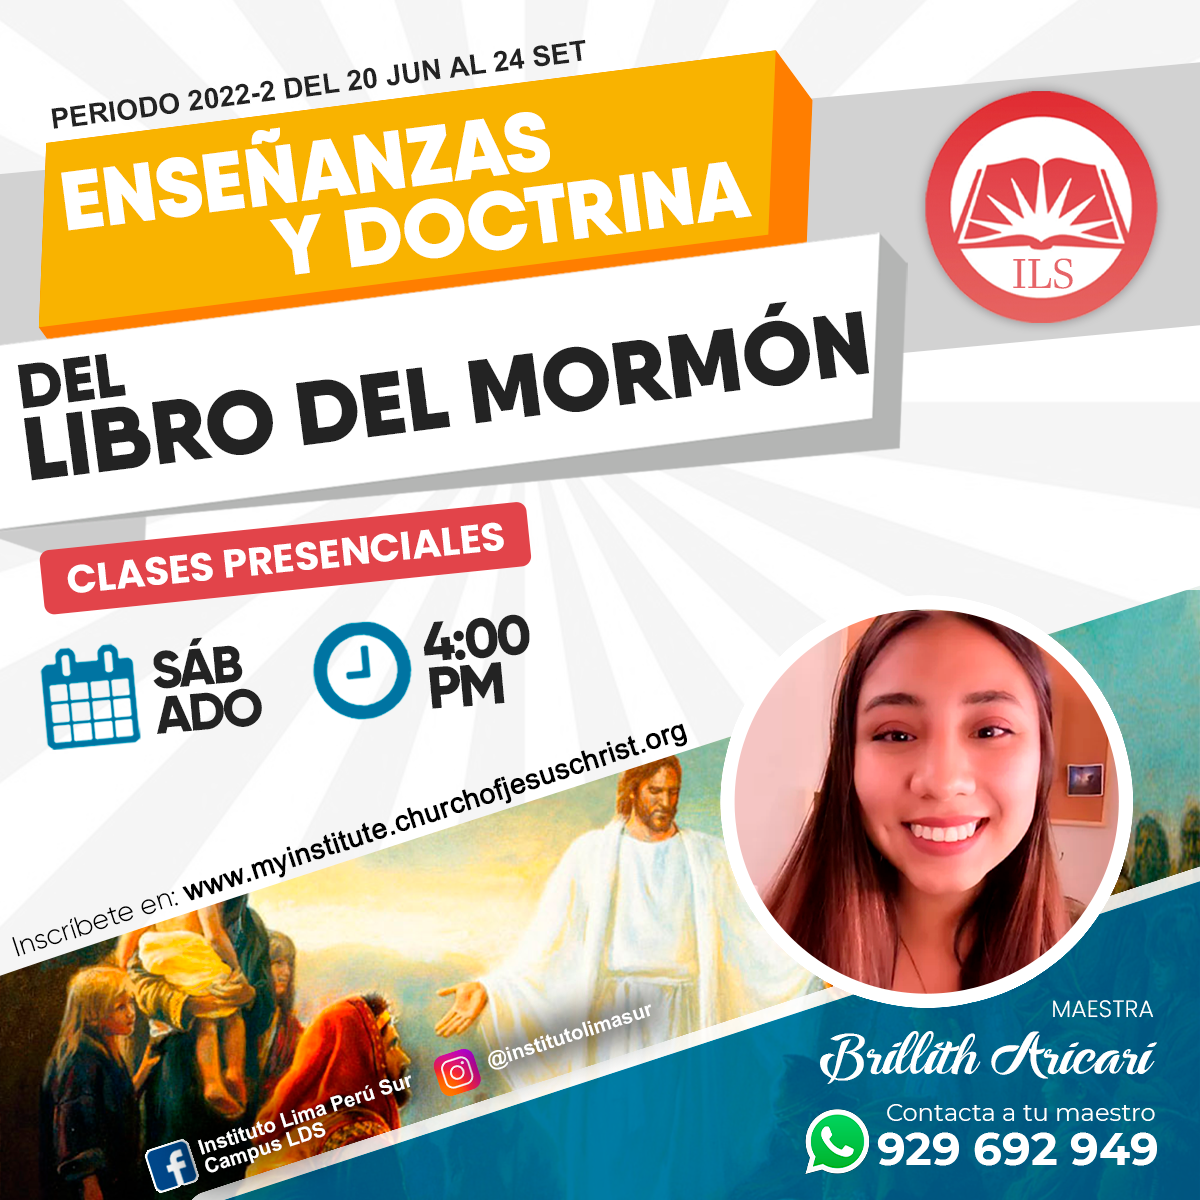 PERIODO 2022-2 DEL 20 JUN AL 24 SET
ENSEÑANZAS
Y DOCTRINA
DEL
LIBRO DEL MORMÓN
ILS
CLASES PRESENCIALES
SÁB
ADO
4:00
PM
Inscríbete en: www.myinstitute.churchofjesuschrist.org
@institutolimasur
Instituto Lima Perú Sur
Campus LDS
MAESTRA
Brillith Aricari
Contacta a tu maestro
929 692 949